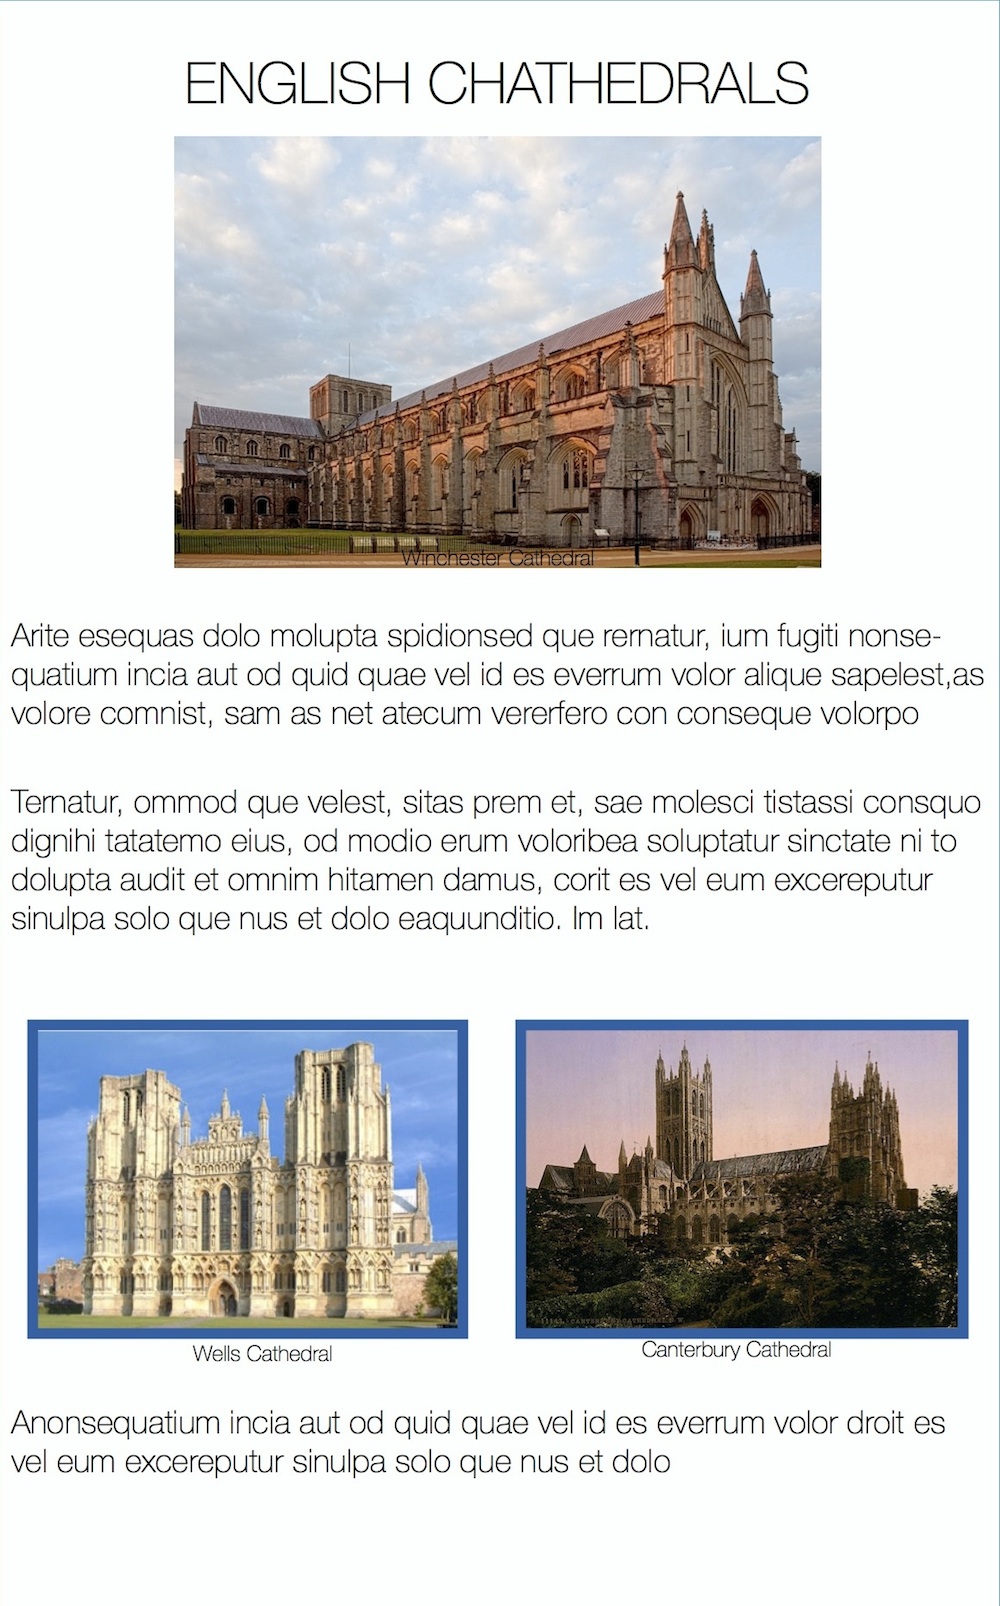 ENGLISH CHATHEDRALS
Winchester Cathedral
Arite esequas dolo molupta spidionsed que rernatur, ium fugiti nonse-
quatium incia aut od quid quae vel id es everrum volor alique sapelest,as
volore comnist, sam as net atecum vererfero con conseque volorpo
Ternatur, ommod que velest, sitas prem et, sae molesci tistassi consquo
dignihi tatatemo eius, od modio erum voloribea soluptatur sinctate ni to
dolupta audit et omnim hitamen damus, corit es vel eum excereputur
sinulpa solo que nus et dolo eaquunditio. Im lat.
Wells Cathedral
Canterbury Cathedral
Anonsequatium incia aut od quid quae vel id es everrum volor droit es
vel eum excereputur sinulpa solo que nus et dolo